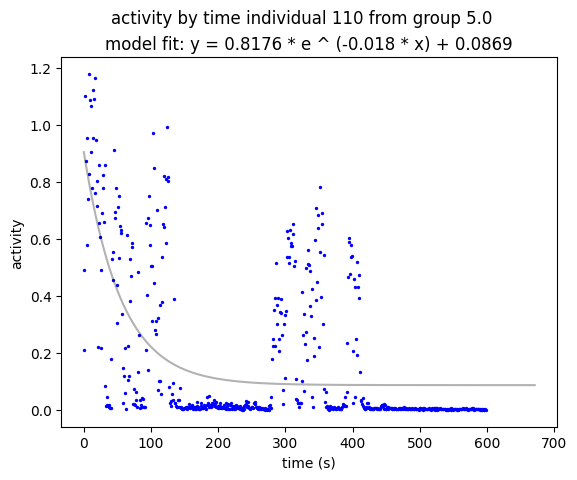 activity by time individual 110 from group 5.0
model fit: y = 0.8176 * e ^ (-0.018 * x) + 0.0869
1.2
1.0
0.8
0.6
0.4
0.2
0.0
activity
0 100 200 300 400 500 600 700
time (s)